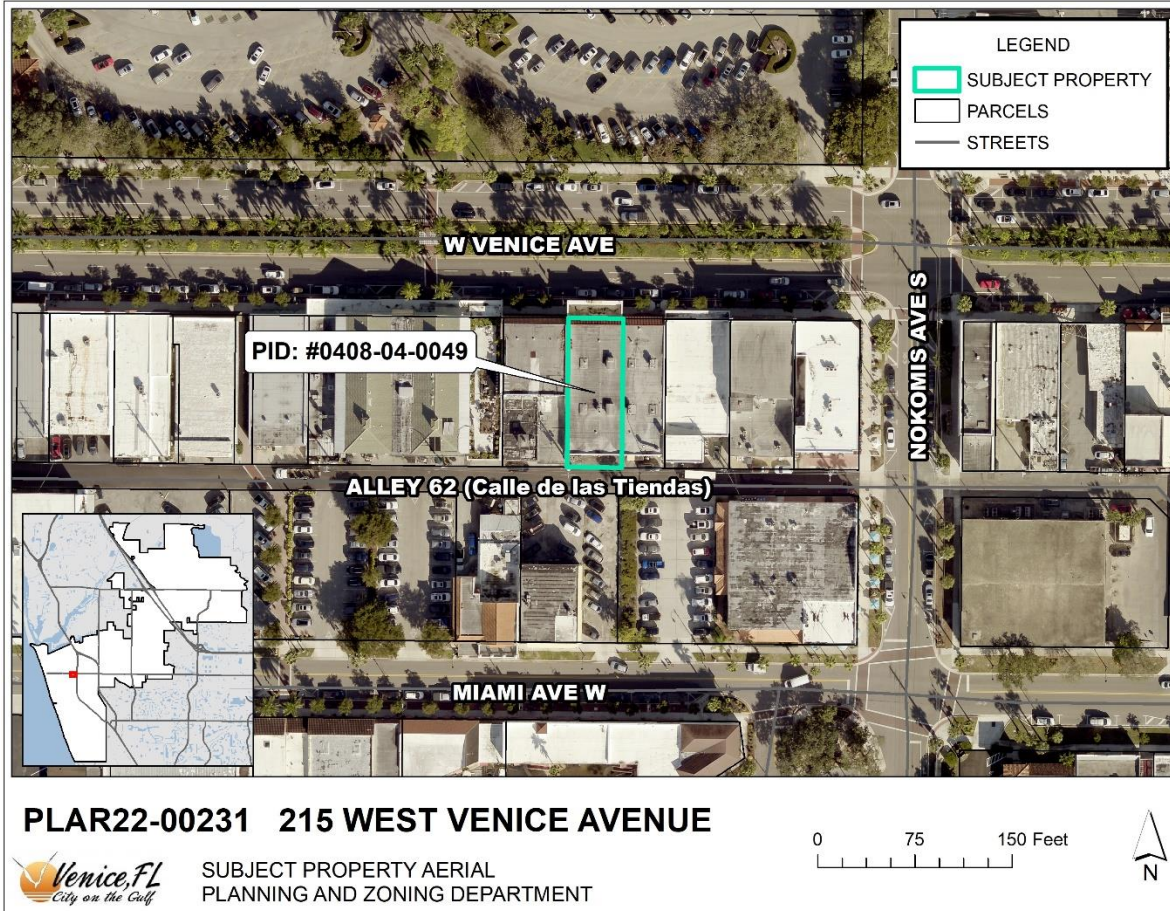 LEGEND
SUBJECT PROPERTY
PARCELS
STREETS
W VENICE AVE
NOKOMIS AVE S
PID: #0408-04-0049
ALLEY 62 (Calle de las Tiendas)
MIAMI AVE W
PLAR22-00231 215 WEST VENICE AVENUE
0 75 150 Feet
N
Venice, FL
City on the Gulf
SUBJECT PROPERTY AERIAL
PLANNING AND ZONING DEPARTMENT